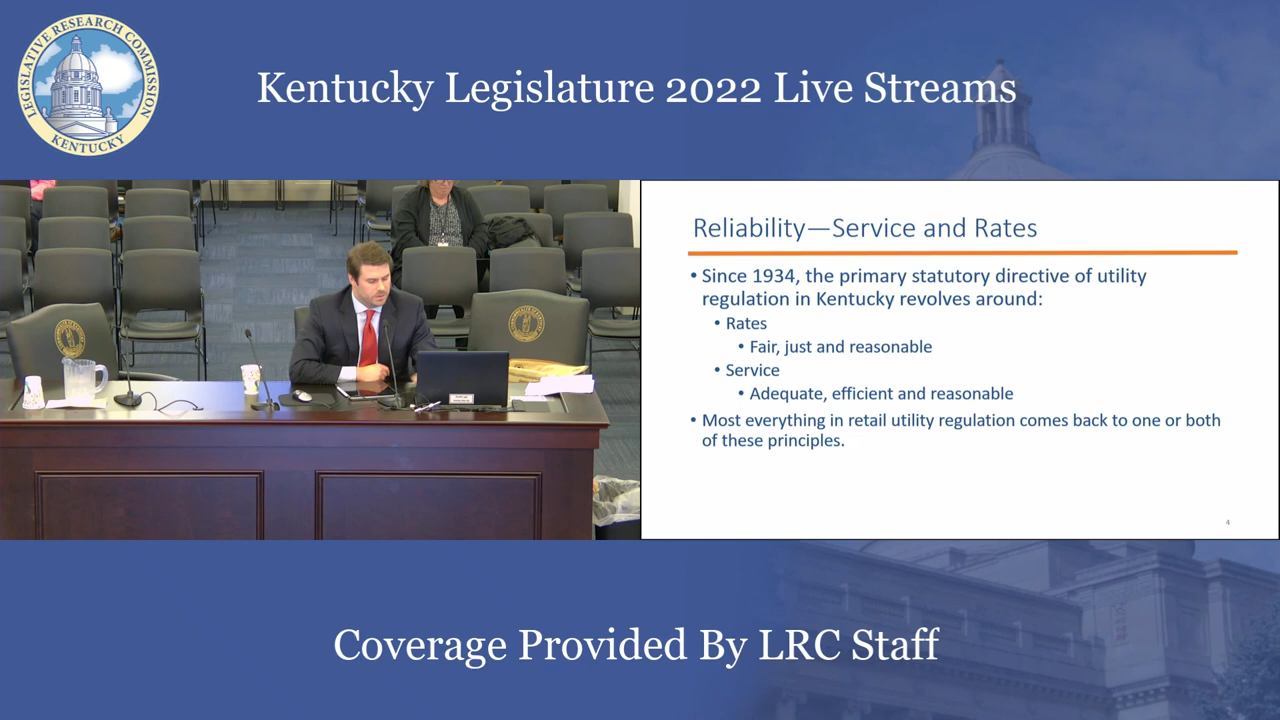 LEGISLATIVE RESEARCH COMMISSION
KENTUCKY
Kentucky Legislature 2022 Live Streams
Reliability—Service and Rates
• Since 1934, the primary statutory directive of utility
regulation in Kentucky revolves around:
• Rates
• Fair, just and reasonable
• Service
• Adequate, efficient and reasonable
• Most everything in retail utility regulation comes back to one or both
of these principles.
4
Coverage Provided By LRC Staff